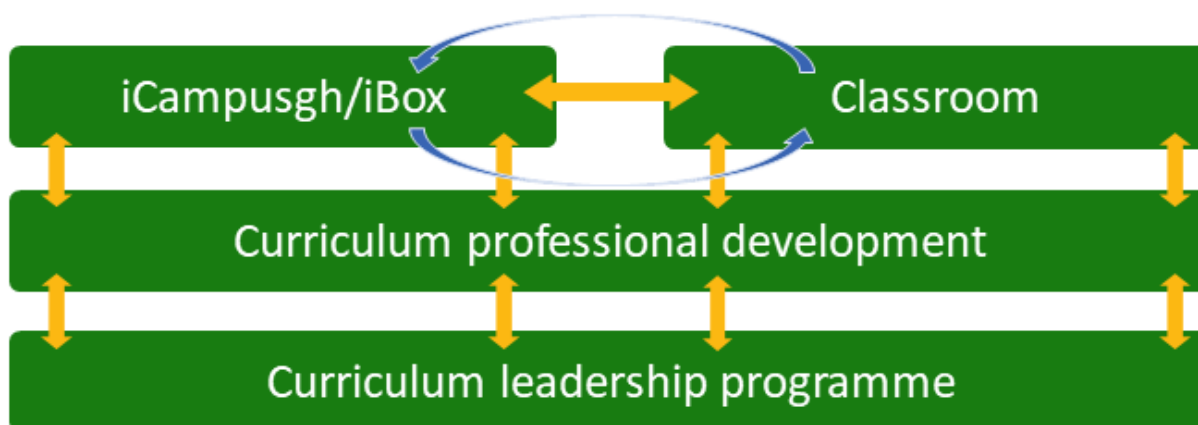 iCampusgh/iBox
Classroom
Curriculum professional development
Curriculum leadership programme